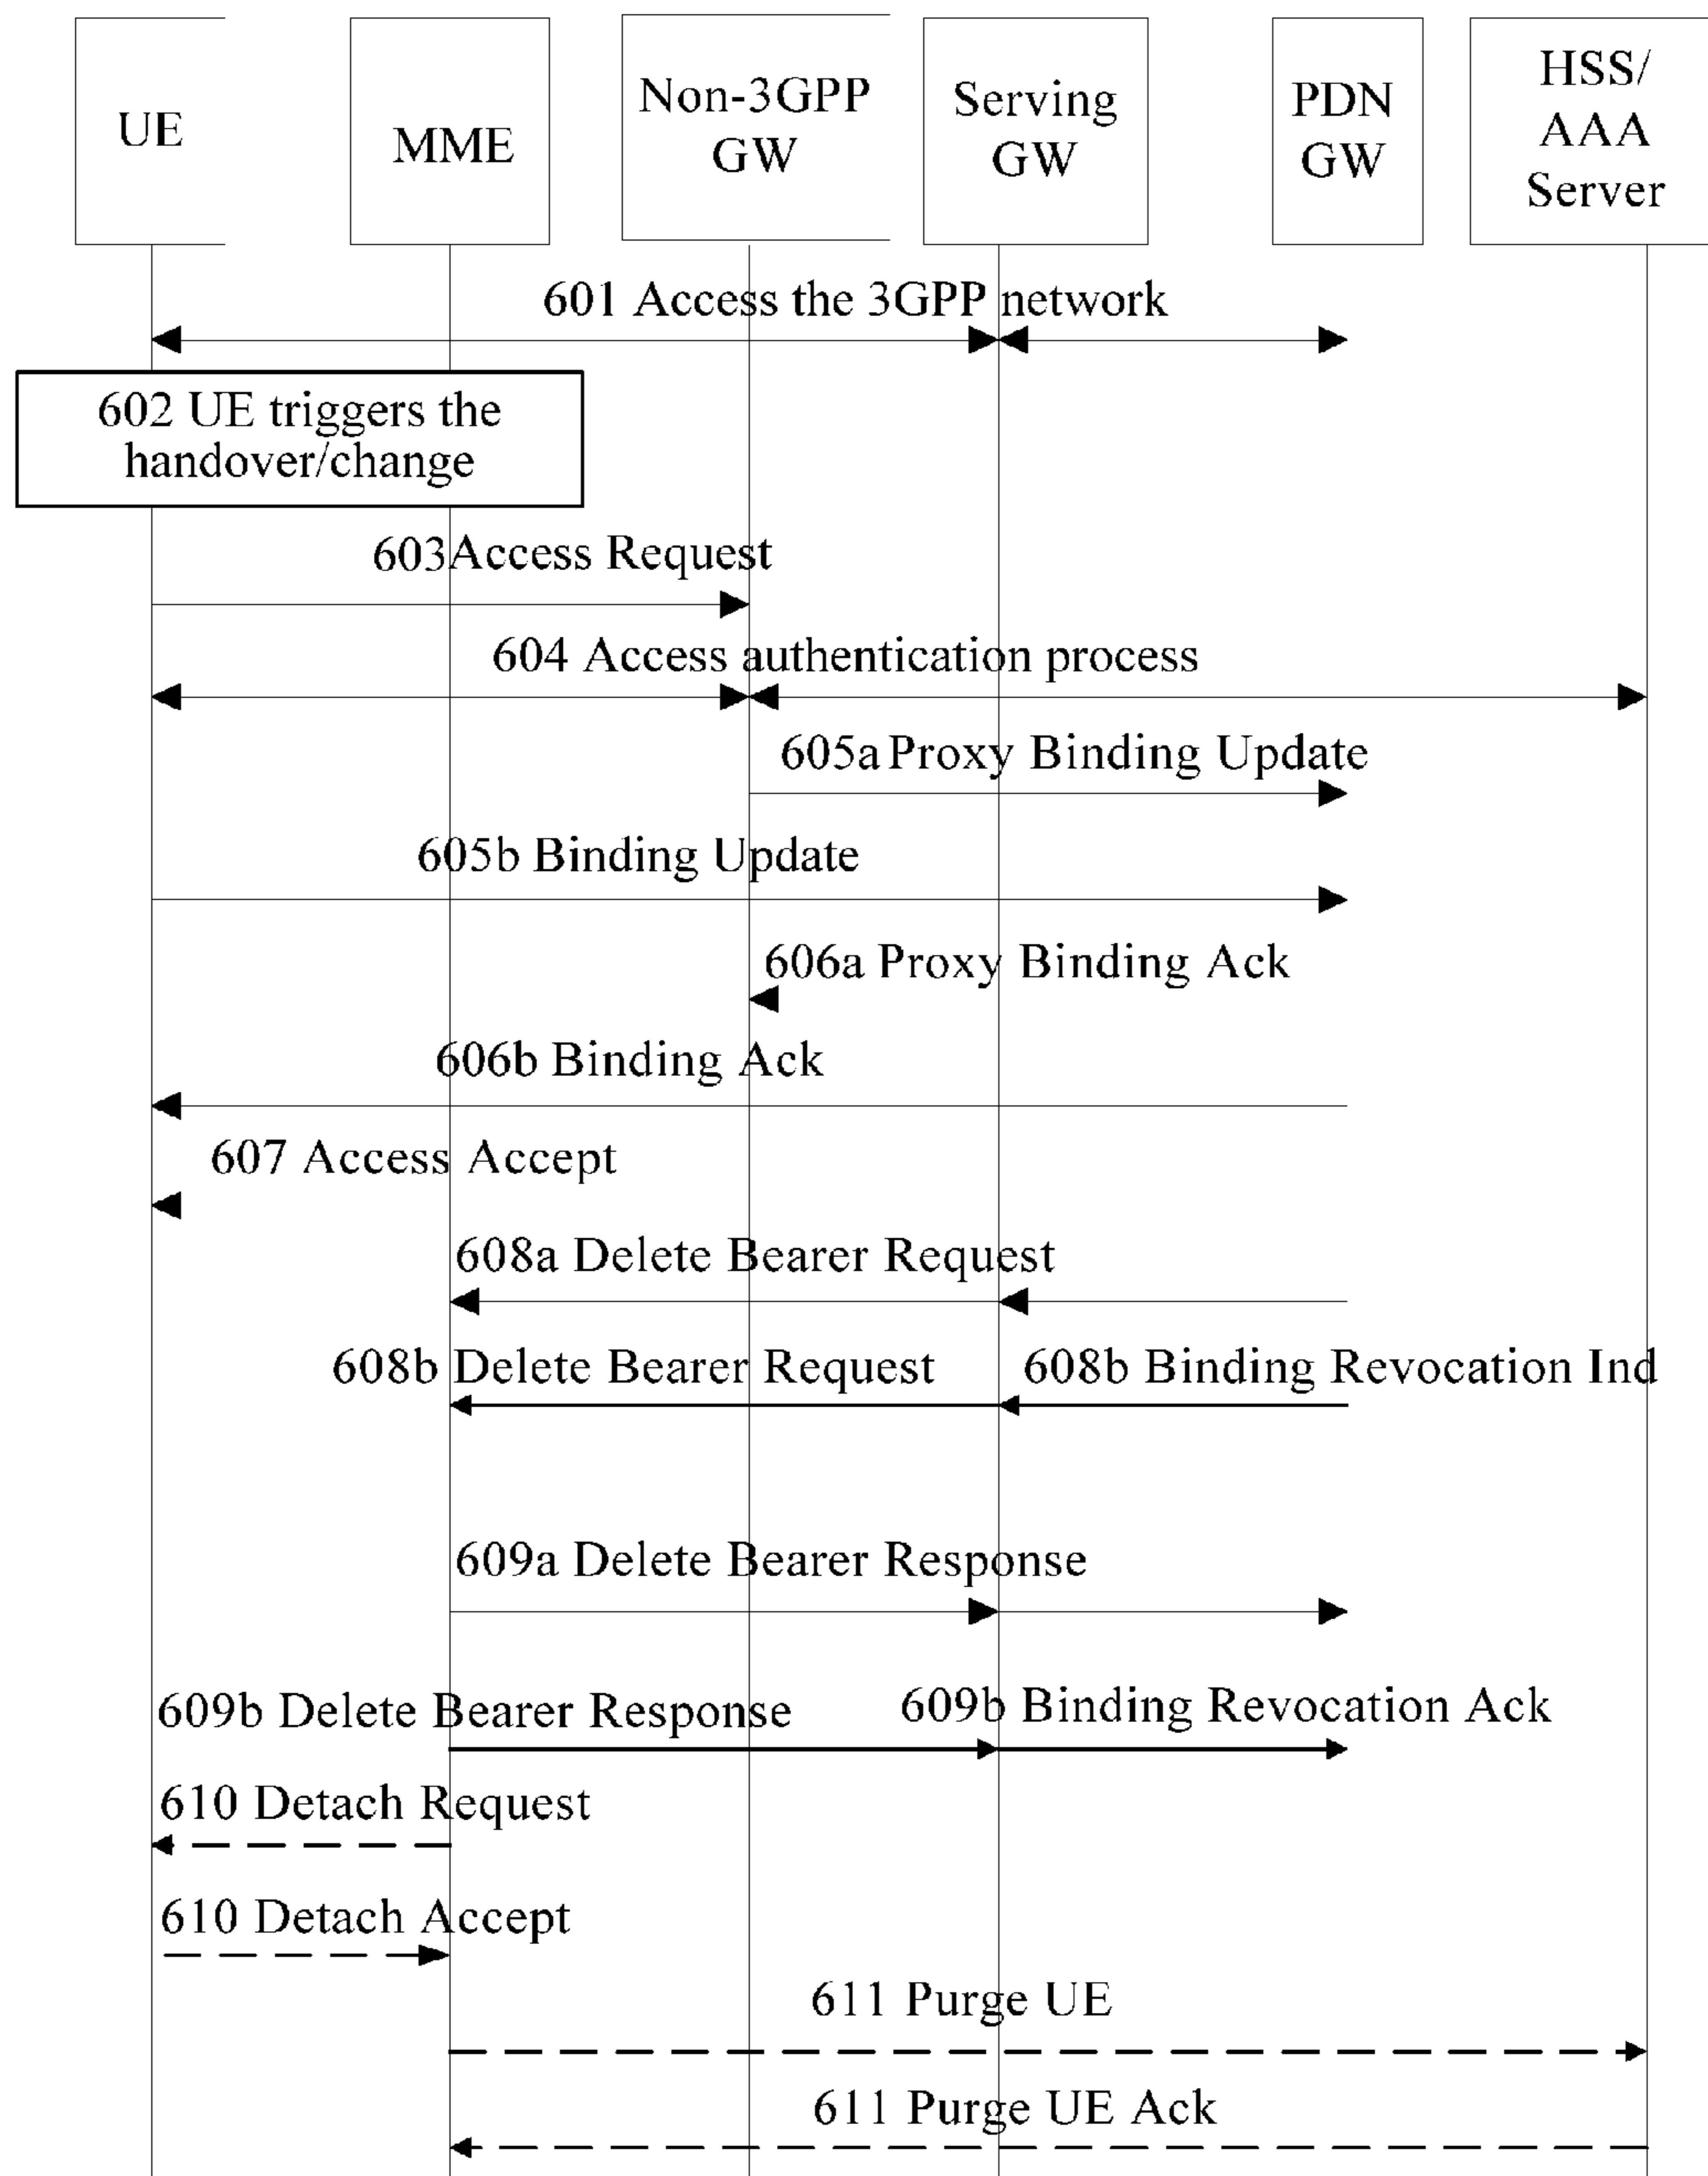 UE
MME
Non-3GPP
GW
Serving
GW
PDN
GW
HSS/
AAA
Server
601 Access the 3GPP network
602 UE triggers the
handover/change
603Access Request
604 Access authentication process
605a Proxy Binding Update
605b Binding Update
606a Proxy Binding Ack
606b Binding Ack
607 Access Accept
608a Delete Bearer Request
608b Delete Bearer Request
608b Binding Revocation Ind
609a Delete Bearer Response
609b Delete Bearer Response
609b Binding Revocation Ack
610 Detach Request
610 Detach Accept
611 Purge UE
611 Purge UE Ack